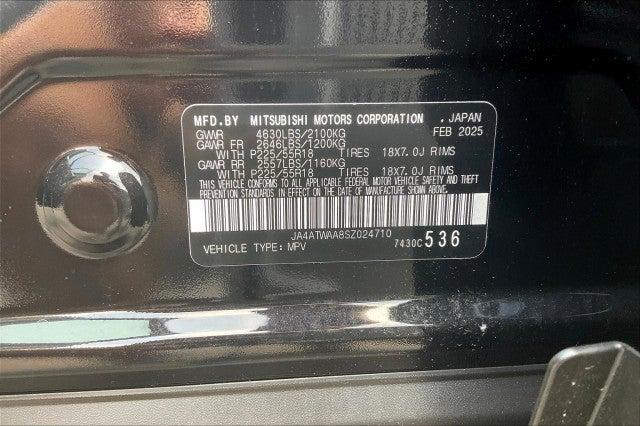 MFD.BY MITSUBISHI MOTORS CORPORATION , JAPAN
GVWR 4630LBS/2100KG FEB 2025
GAWR FR 2646LBS/1200KG
WITH P225/55R18 TIRES 18X7.0J RIMS
GAWR RR 2557LBS/1160KG
WITH P225/55R18 TIRES 18X7.0J RIMS
THIS VEHICLE CONFORMS TO ALL APPLICABLE FEDERAL MOTOR VEHICLE SAFETY AND THEFT
PREVENTION STANDARDS IN EFFECT ON THE DATE OF MANUFACTURE SHOWN ABOVE.
JA4ATWAA8SZ024710
VEHICLE TYPE: MPV 7430C 536